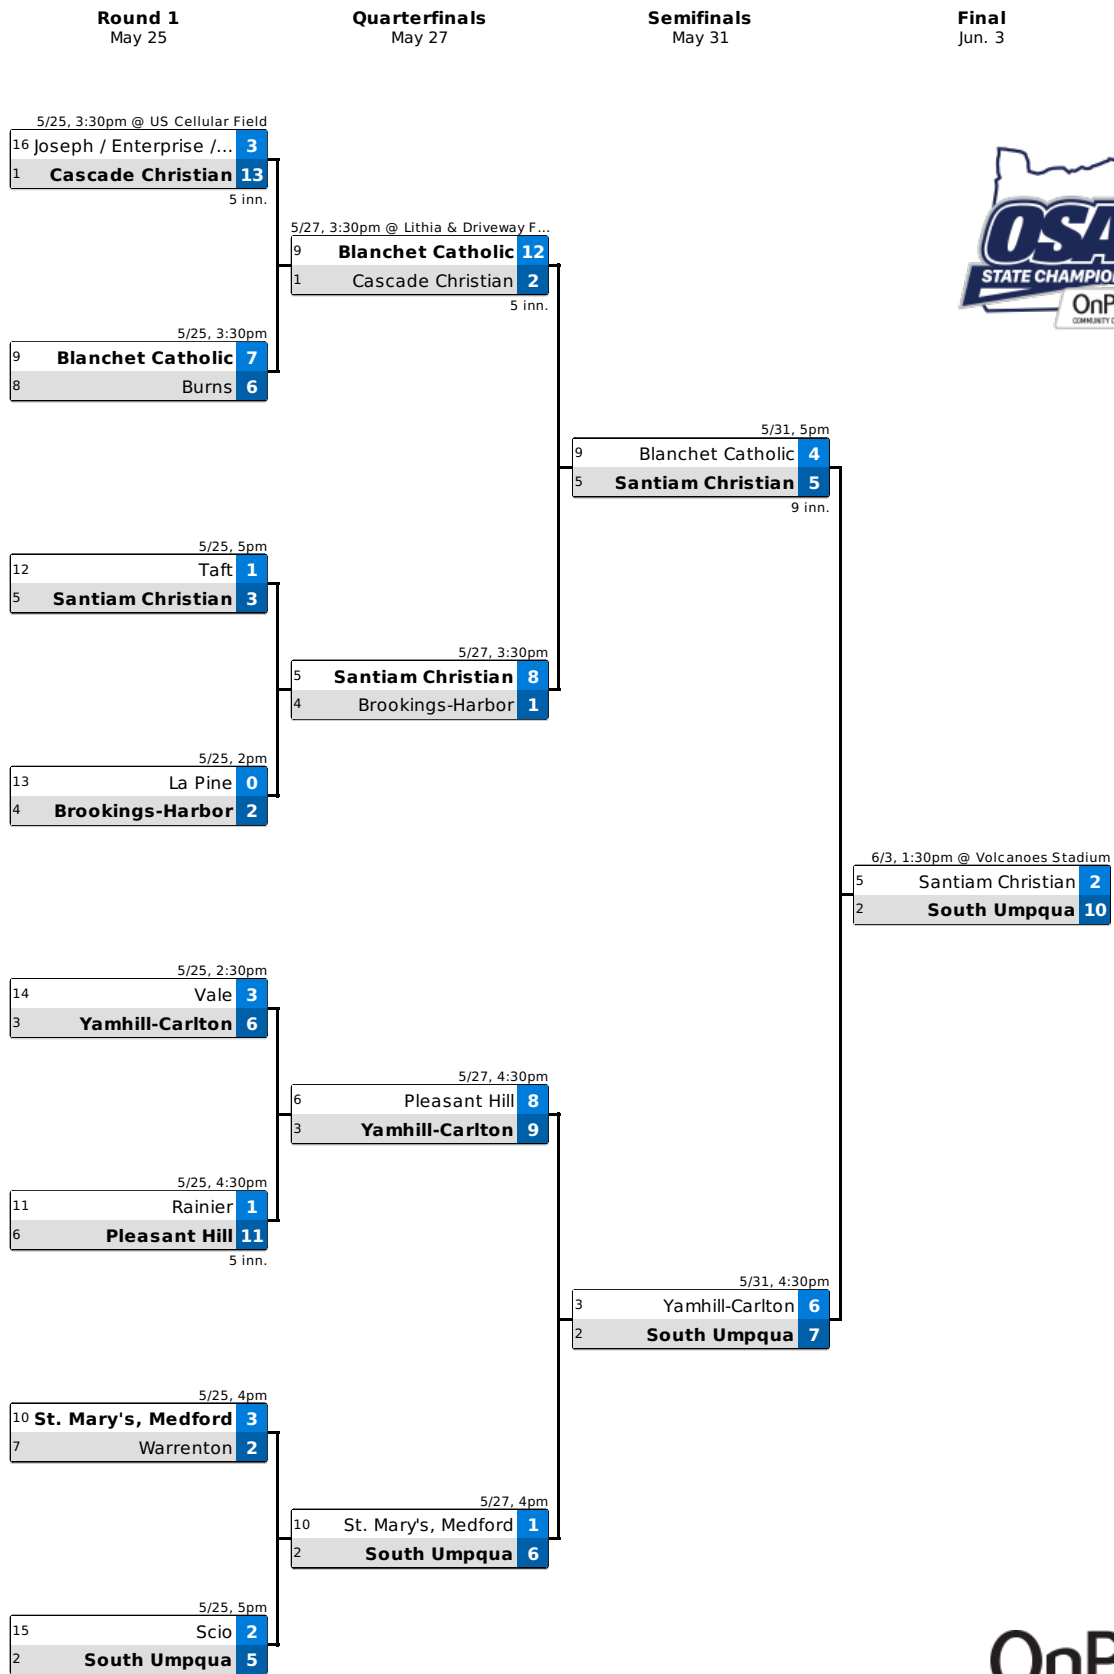 Round 1
May 25
Quarterfinals
May 27
Semifinals
May 31
Final
Jun. 3
5/25, 3:30pm @ US Cellular Field
16 Joseph / Enterprise /... 3
1 Cascade Christian 13
5 inn.
5/27, 3:30pm @ Lithia & Driveway F...
9 Blanchet Catholic 12
1 Cascade Christian 2
5 inn.
5/25, 3:30pm
9 Blanchet Catholic 7
8 Burns 6
5/31, 5pm
9 Blanchet Catholic 4
5 Santiam Christian 5
9 inn.
5/25, 5pm
12 Taft 1
5 Santiam Christian 3
5/27, 3:30pm
5 Santiam Christian 8
4 Brookings-Harbor 1
5/25, 2pm
13 La Pine 0
4 Brookings-Harbor 2
6/3, 1:30pm @ Volcanoes Stadium
5 Santiam Christian 2
2 South Umpqua 10
5/25, 2:30pm
14 Vale 3
3 Yamhill-Carlton 6
5/27, 4:30pm
6 Pleasant Hill 8
3 Yamhill-Carlton 9
5/25, 4:30pm
11 Rainier 1
6 Pleasant Hill 11
5 inn.
5/31, 4:30pm
3 Yamhill-Carlton 6
2 South Umpqua 7
5/25, 4pm
10 St. Mary's, Medford 3
7 Warrenton 2
5/27, 4pm
10 St. Mary's, Medford 1
2 South Umpqua 6
5/25, 5pm
15 Scio 2
2 South Umpqua 5
OSA
STATE CHAMPIO
OnP
COMMUNITY C
OnP